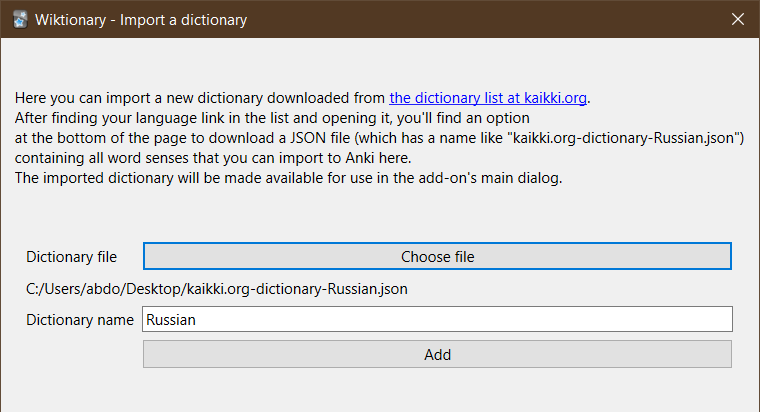 Wiktionary - Import a dictionary
Here you can import a new dictionary downloaded from the dictionary list at kaikki.org.
After finding your language link in the list and opening it, you'll find an option
at the bottom of the page to download a JSON file (which has a name like "kaikki.org-dictionary-Russian.json")
containing all word senses that you can import to Anki here.
The imported dictionary will be made available for use in the add-on's main dialog.
Dictionary file Choose file
C:/Users/abdo/Desktop/kaikki.org-dictionary-Russian.json
Dictionary name Russian
Add